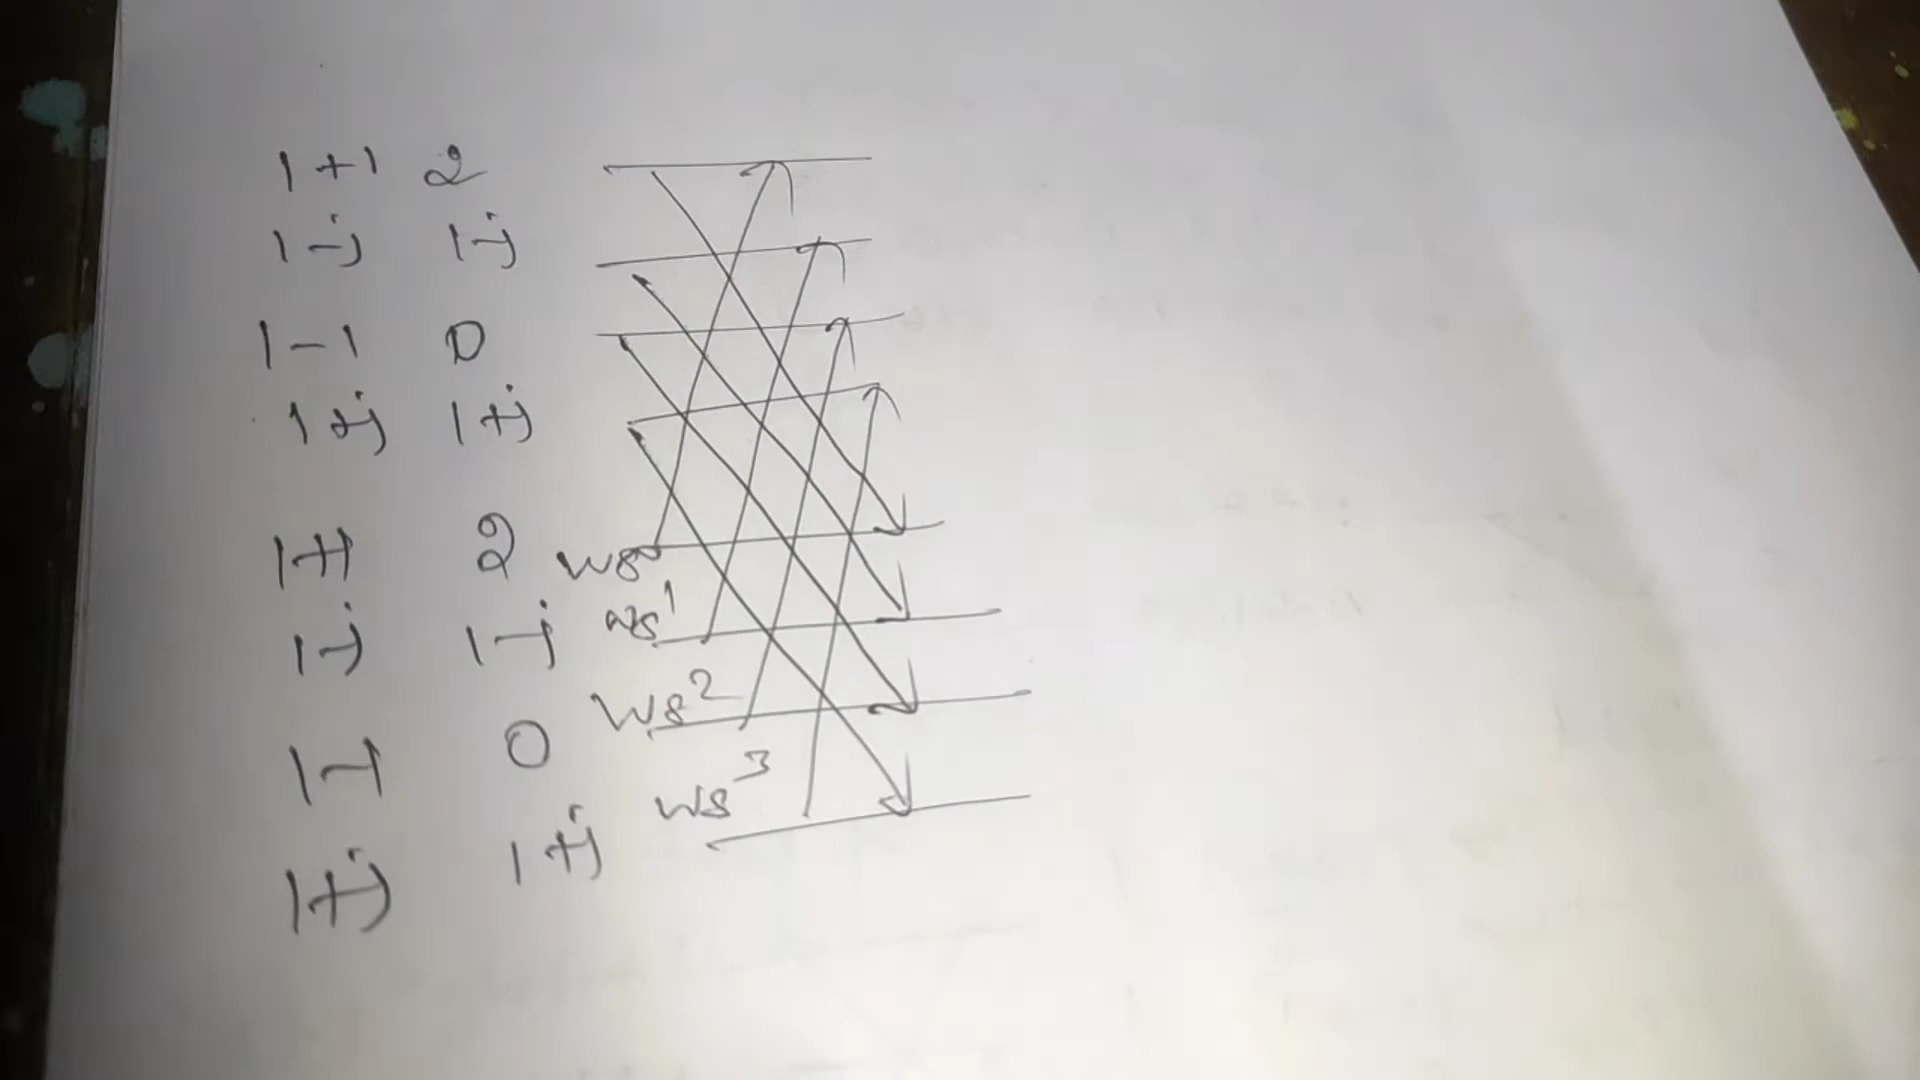 1+1 2
1-j 1-j
1-1 0
1+j 1+j
1+1 2 W8⁰
1-j 1-j W8¹
1-1 0 W8²
1+j 1+j W8³